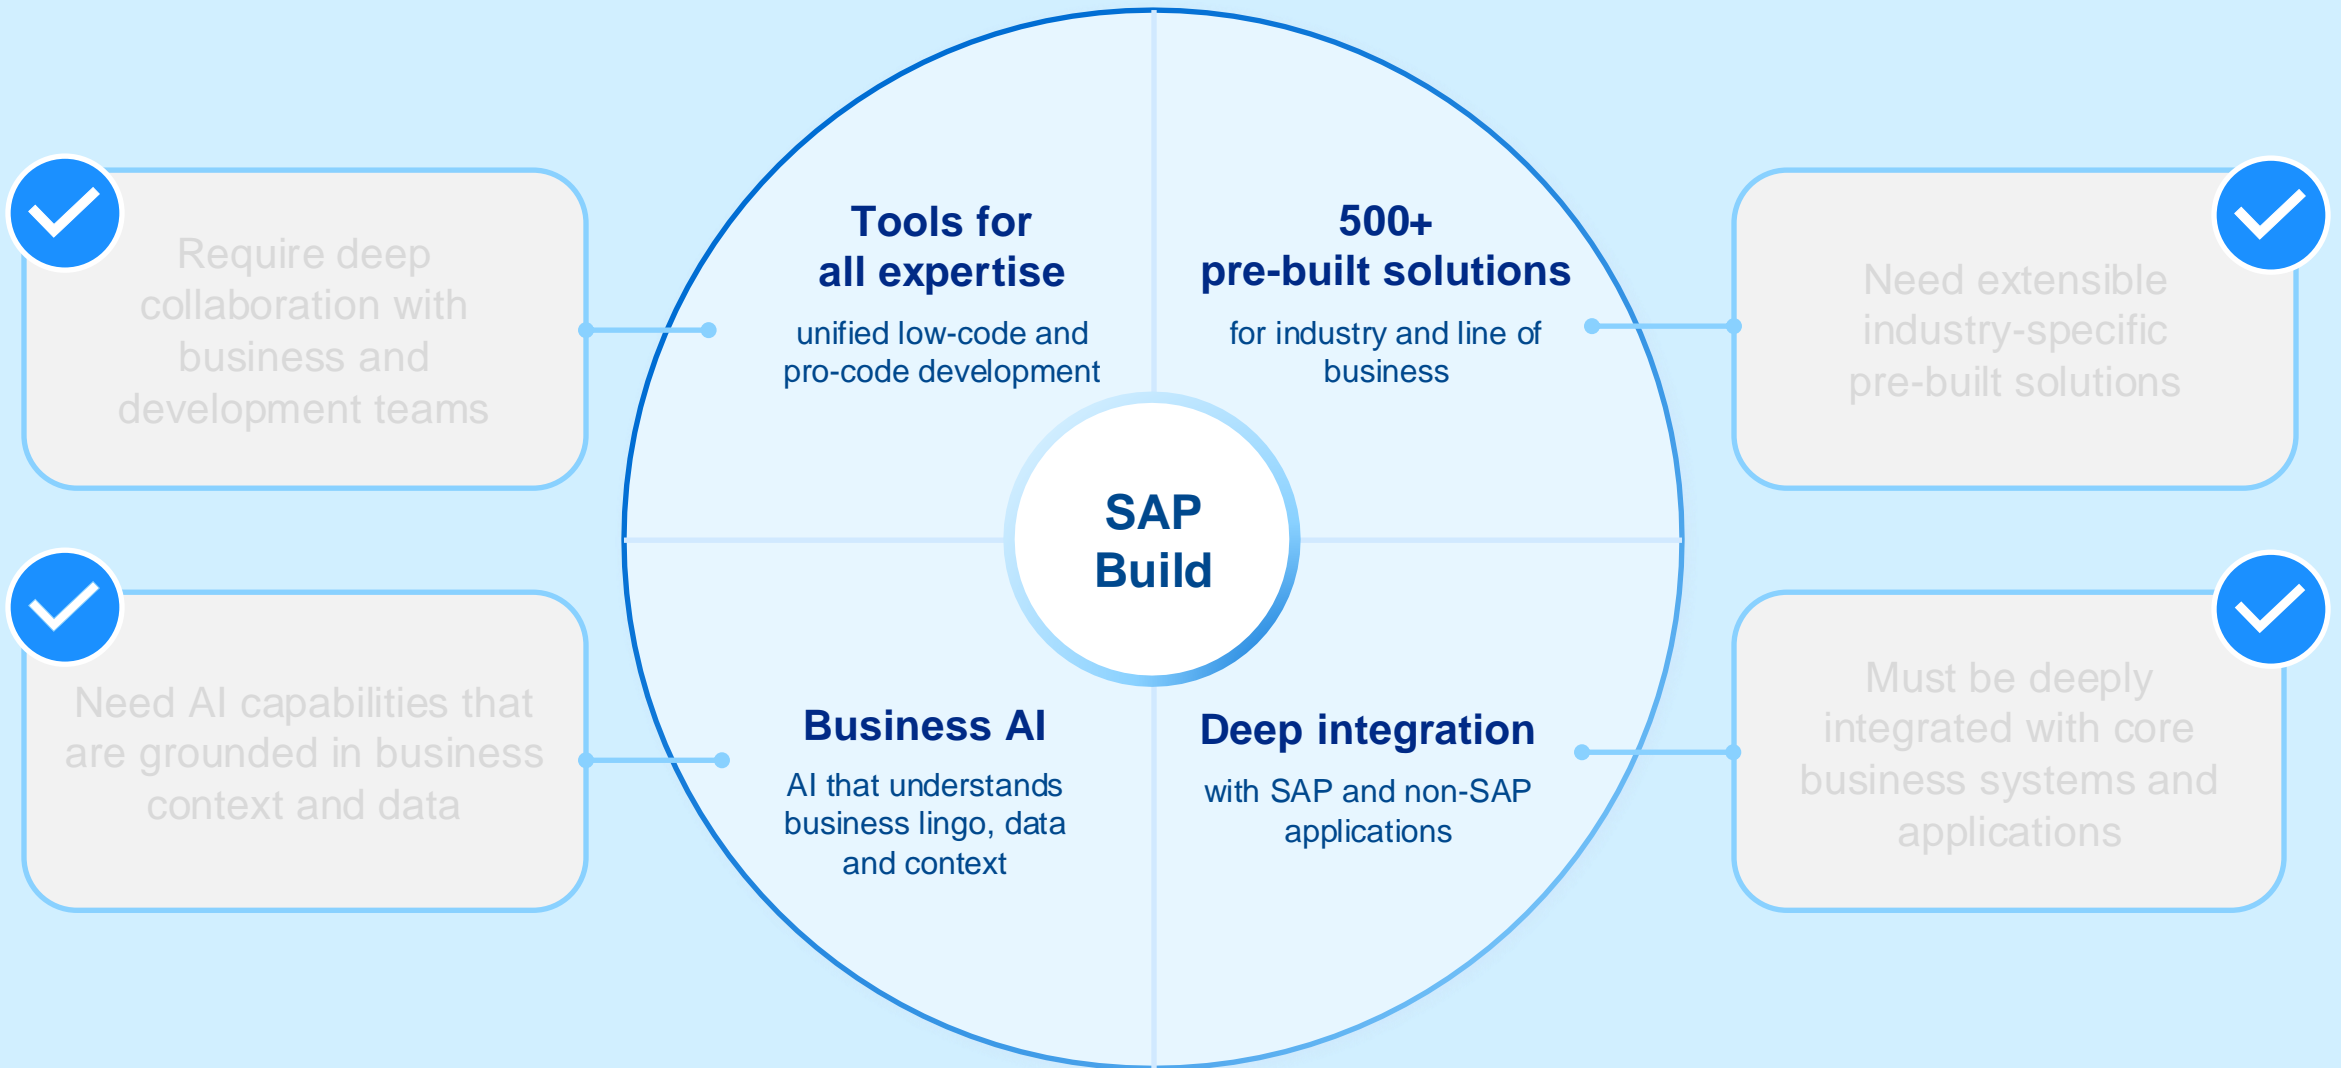 Require deep
collaboration with
business and
development teams
Tools for
all expertise
unified low-code and
pro-code development
500+
pre-built solutions
for industry and line of
business
Need extensible
industry-specific
pre-built solutions
SAP
Build
Need AI capabilities that
are grounded in business
context and data
Business AI
AI that understands
business lingo, data
and context
Deep integration
with SAP and non-SAP
applications
Must be deeply
integrated with core
business systems and
applications